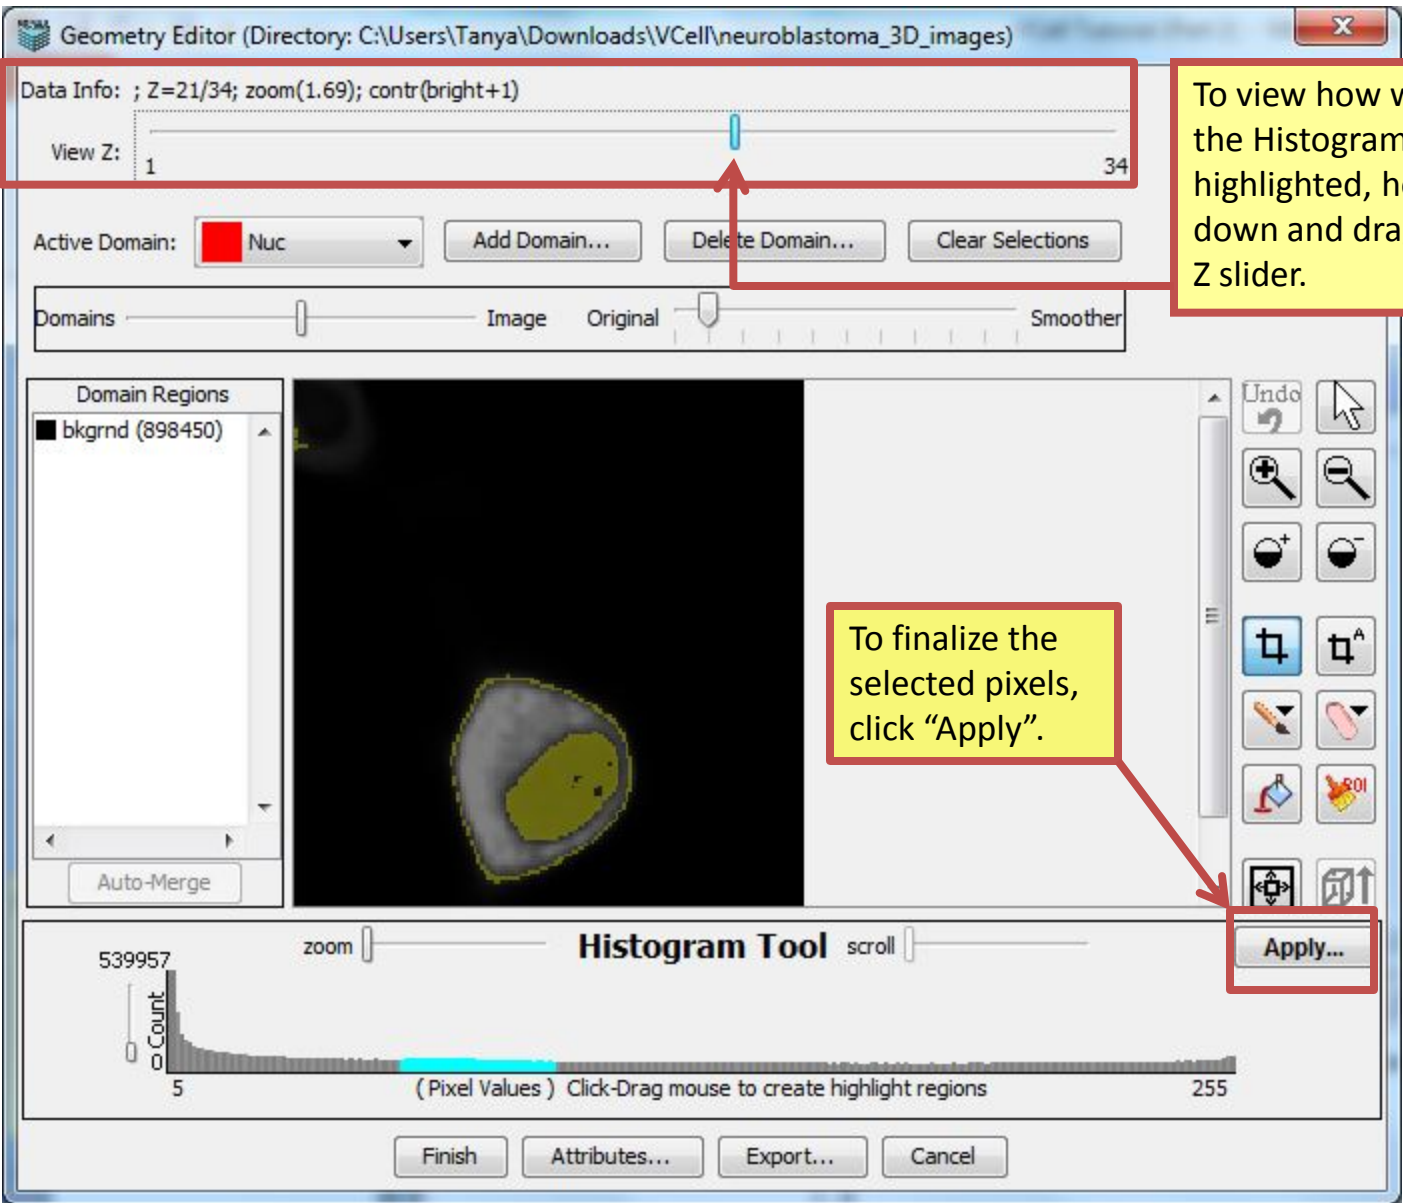 Geometry Editor (Directory: C:\Users\Tanya\Downloads\VCell\neuroblastoma_3D_images)
Data Info: ; Z=21/34; zoom(1.69); contr(bright+1)
View Z:
1
34
To view how
the Histogram
highlighted,
down and
Z slider.
Active Domain:
Nuc
Add Domain...
Delete Domain...
Clear Selections
Domains
Image
Original
Smoother
Domain Regions
bkgrnd (898450)
Auto-Merge
Undo
A
ROI
To finalize the
selected pixels,
click “Apply”.
zoom
Histogram Tool
scroll
Apply...
539957
Count
0
5
( Pixel Values ) Click-Drag mouse to create highlight regions
255
Finish
Attributes...
Export...
Cancel